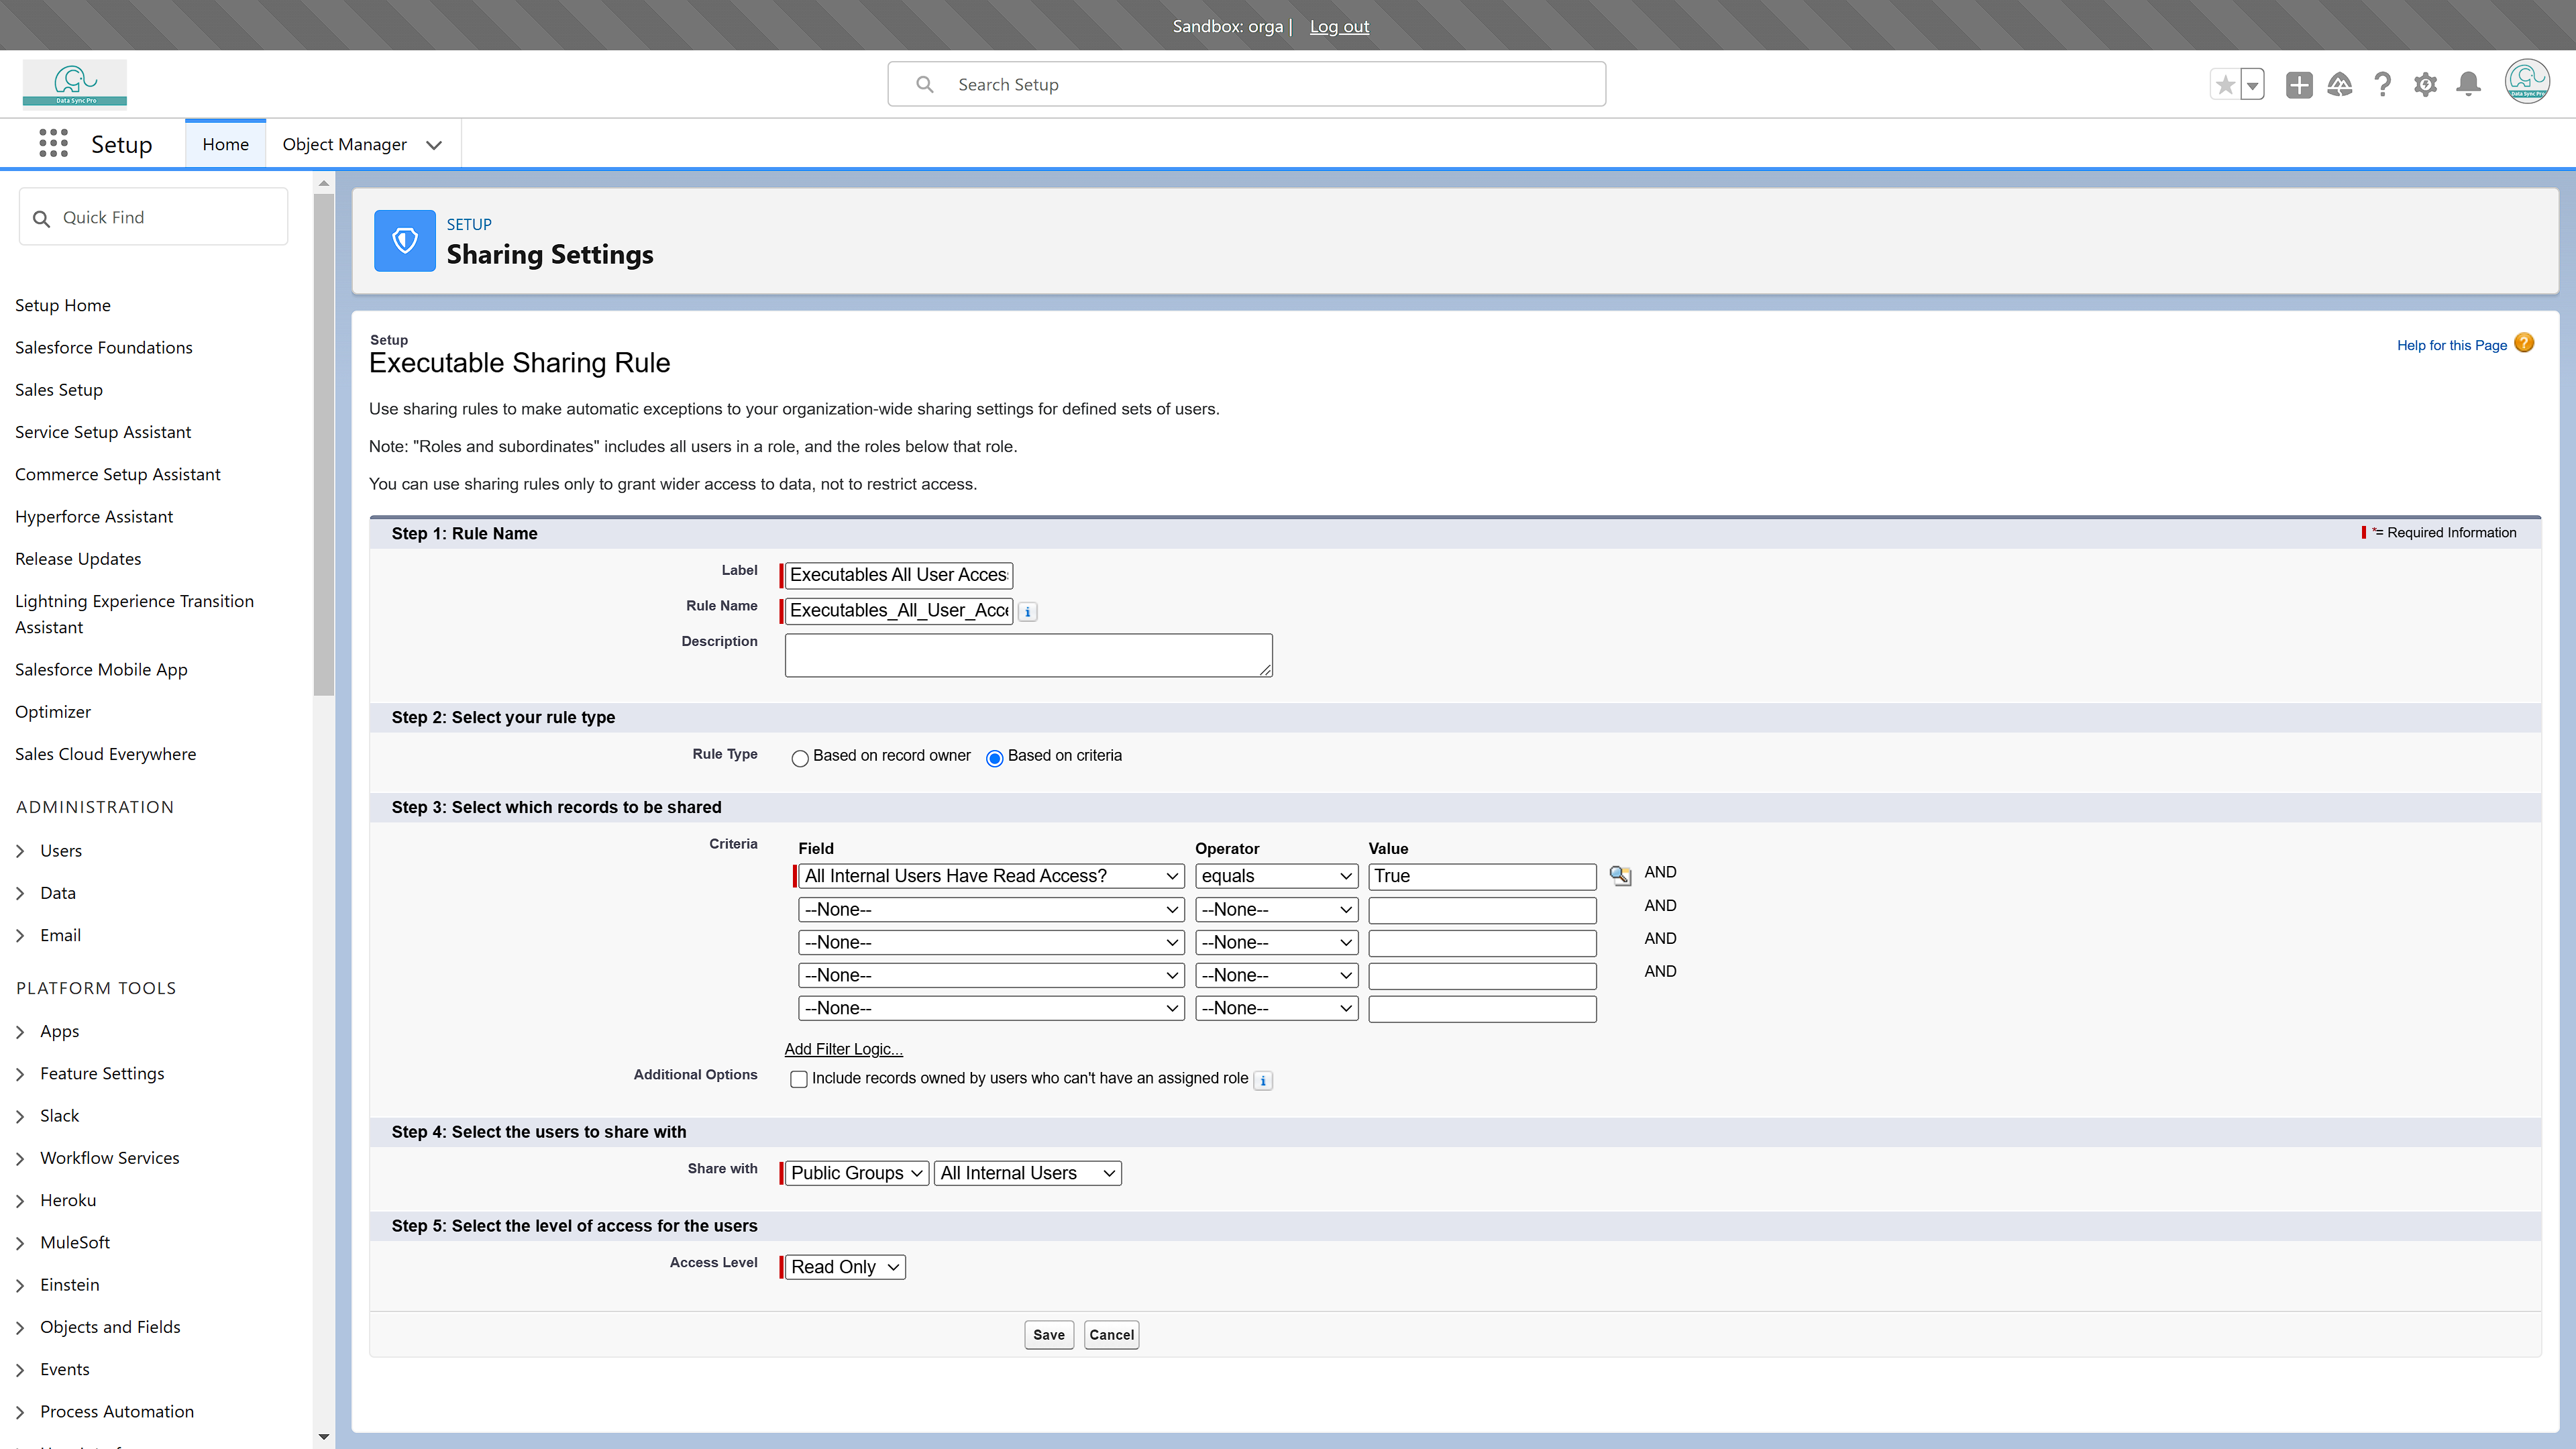 Sandbox: orga | Log out
Data Sync Pro
Search Setup
Data Sync Pro
Setup
Home
Object Manager
Quick Find
Setup Home
Salesforce Foundations
Sales Setup
Service Setup Assistant
Commerce Setup Assistant
Hyperforce Assistant
Release Updates
Lightning Experience Transition
Assistant
Salesforce Mobile App
Optimizer
Sales Cloud Everywhere
ADMINISTRATION
Users
Data
Email
PLATFORM TOOLS
Apps
Feature Settings
Slack
Workflow Services
Heroku
MuleSoft
Einstein
Objects and Fields
Events
Process Automation
SETUP
Sharing Settings
Setup
Executable Sharing Rule
Help for this Page
Use sharing rules to make automatic exceptions to your organization-wide sharing settings for defined sets of users.
Note: "Roles and subordinates" includes all users in a role, and the roles below that role.
You can use sharing rules only to grant wider access to data, not to restrict access.
Step 1: Rule Name
*= Required Information
Label
Executables All User Acces
Rule Name
Executables_All_User_Acce
Description
Step 2: Select your rule type
Rule Type
Based on record owner
Based on criteria
Step 3: Select which records to be shared
Criteria
Field Operator Value
All Internal Users Have Read Access? equals True AND
--None-- --None-- AND
--None-- --None-- AND
--None-- --None-- AND
--None-- --None--
Add Filter Logic...
Additional Options
Include records owned by users who can't have an assigned role
Step 4: Select the users to share with
Share with
Public Groups All Internal Users
Step 5: Select the level of access for the users
Access Level
Read Only
Save Cancel